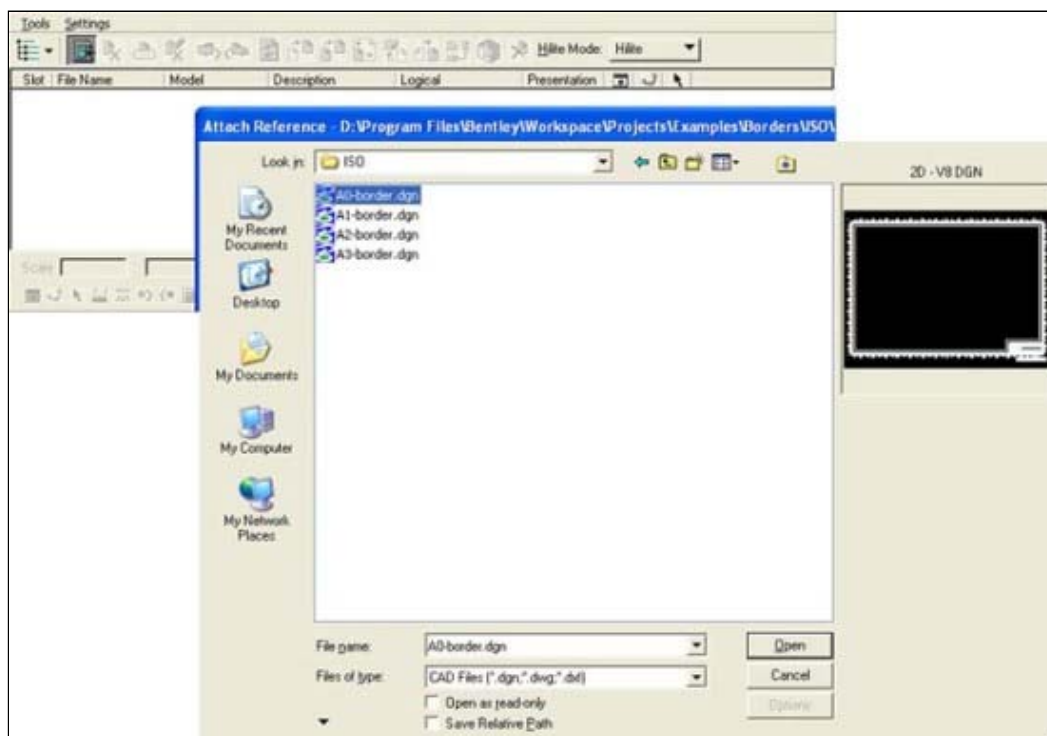 Tools Settings
Hilite Mode: Hilite
Slot File Name Model Description Logical Presentation
Attach Reference - D:\Program Files\Bentley\Workspace\Projects\Examples\Borders\ISO\
Look in: ISO
2D - V8 DGN
A0-border.dgn
A1-border.dgn
A2-border.dgn
A3-border.dgn
My Recent
Documents
Desktop
My Documents
My Computer
My Network
Places
Scale
File name: A0-border.dgn Open
Files of type: CAD Files (*.dgn;*.dwg;*.dxf) Cancel
Open as read-only Options
Save Relative Path